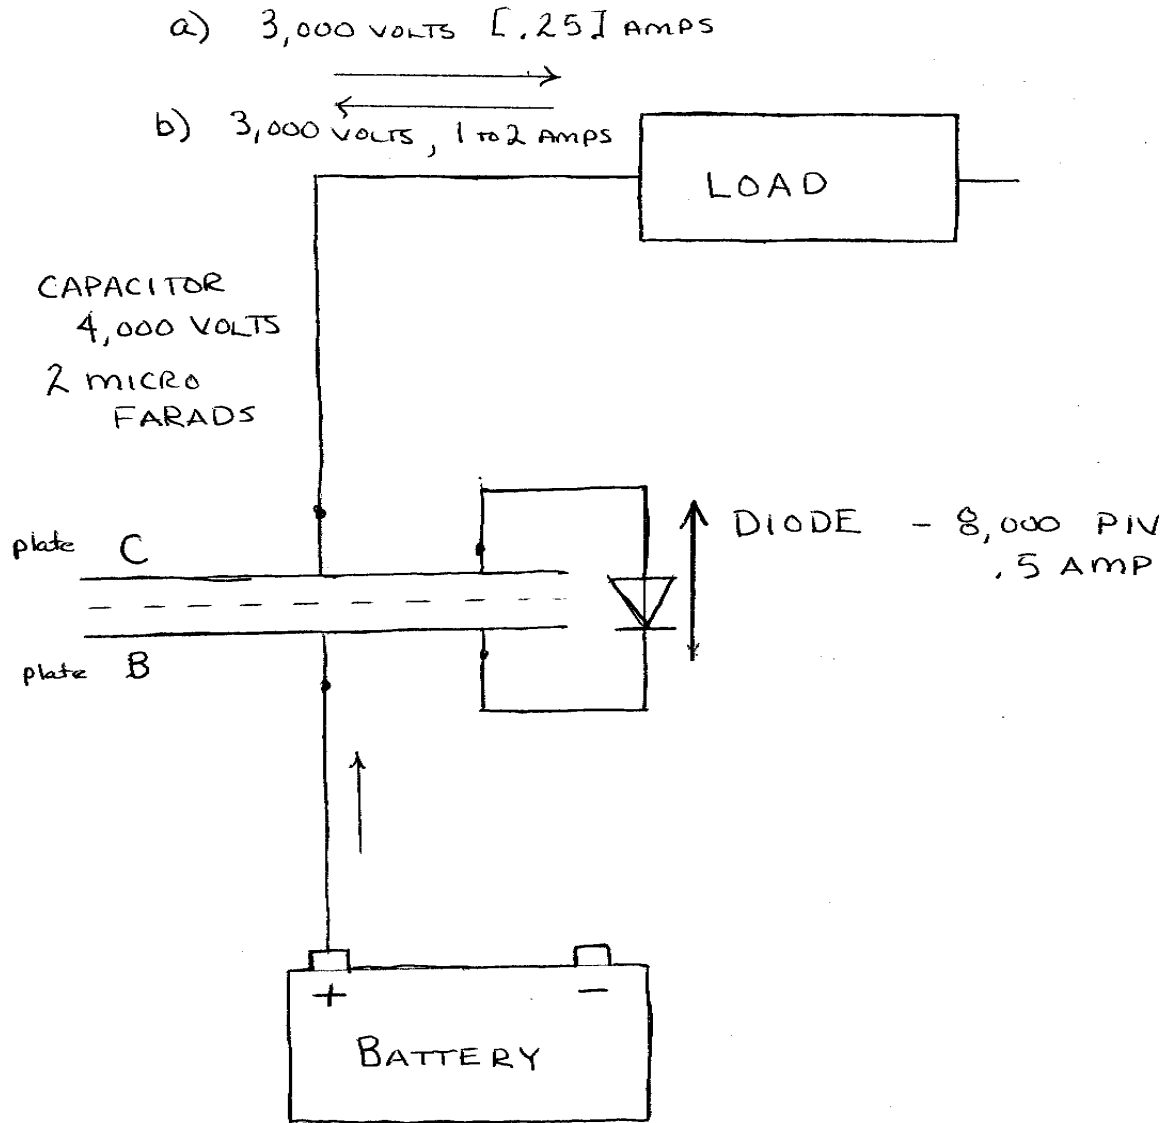 a) 3,000 VOLTS [.25] AMPS
b) 3,000 VOLTS, 1 TO 2 AMPS
LOAD
CAPACITOR
4,000 VOLTS
2 MICRO
FARADS
plate C
DIODE - 8,000 PIV
.5 AMP
plate B
+ -
BATTERY